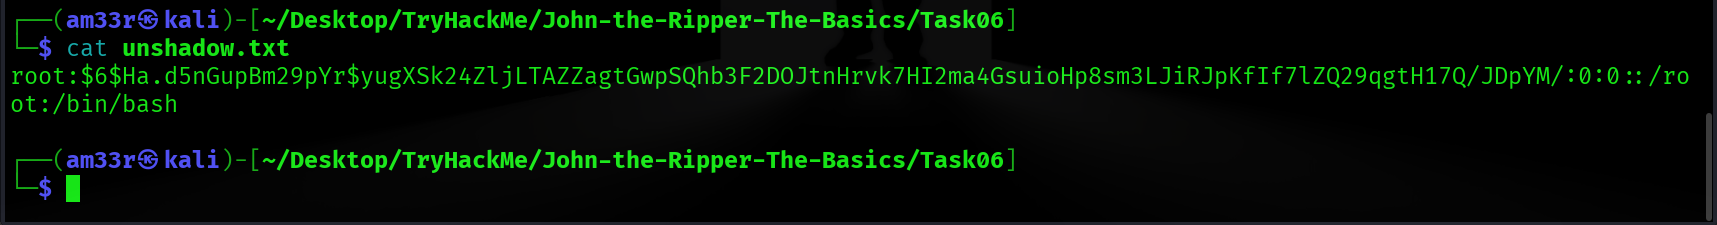 ┌──(am33r㉿kali)-[~/Desktop/TryHackMe/John-the-Ripper-The-Basics/Task06]
└─$ cat unshadow.txt
root:$6$Ha.d5nGupBm29pYr$yugXSk24ZljLTAZZagtGwpSQhb3F2DOJtnHrvk7HI2ma4GsuioHp8sm3LJiRJpKfIf7lZQ29qgtH17Q/JDpYM/:0:0::/ro
ot:/bin/bash
┌──(am33r㉿kali)-[~/Desktop/TryHackMe/John-the-Ripper-The-Basics/Task06]
└─$